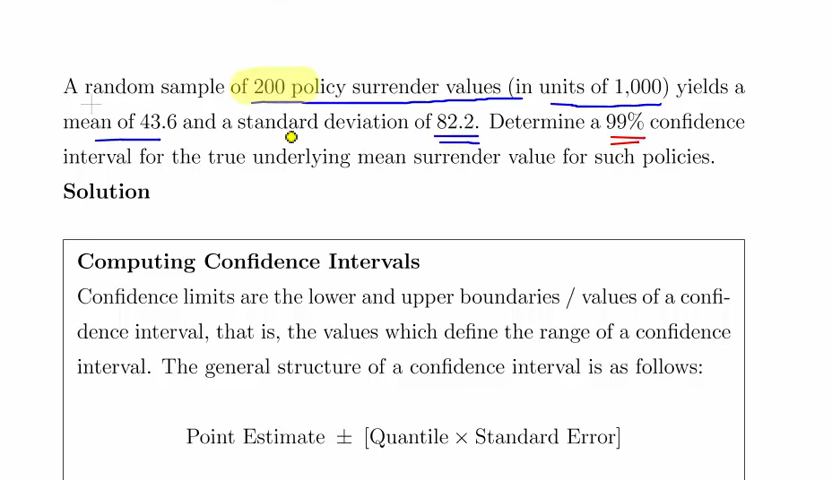 A random sample of 200 policy surrender values (in units of 1,000) yields a
mean of 43.6 and a standard deviation of 82.2. Determine a 99% confidence
interval for the true underlying mean surrender value for such policies.
Solution
Computing Confidence Intervals
Confidence limits are the lower and upper boundaries / values of a confi-
dence interval, that is, the values which define the range of a confidence
interval. The general structure of a confidence interval is as follows:
Point Estimate ± [Quantile × Standard Error]